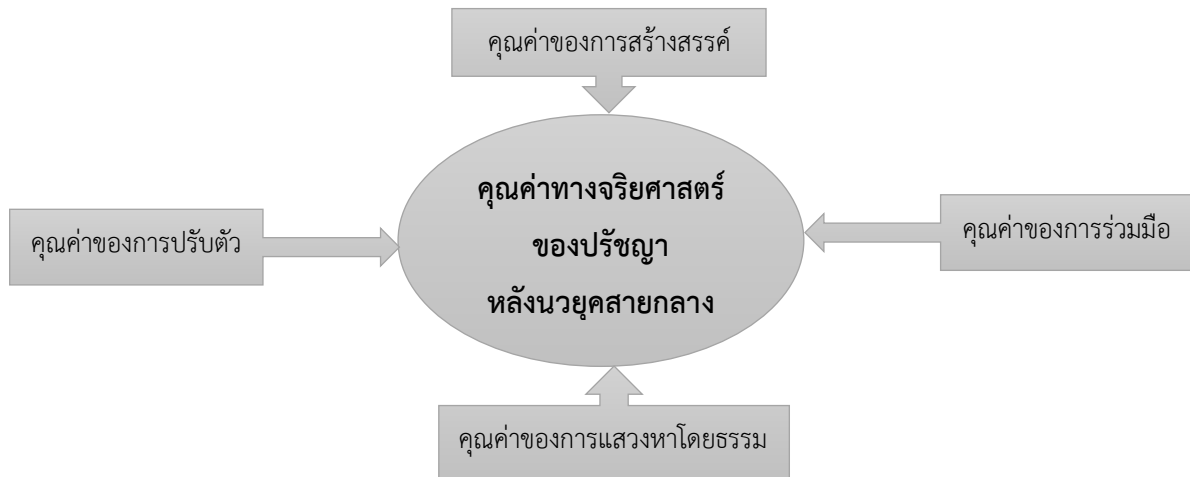 คุณค่าของการสร้างสรรค์
คุณค่าทางจริยศาสตร์
ของปรัชญา
หลังนวยุคสายกลาง
คุณค่าของการปรับตัว
คุณค่าของการร่วมมือ
คุณค่าของการแสวงหาโดยธรรม